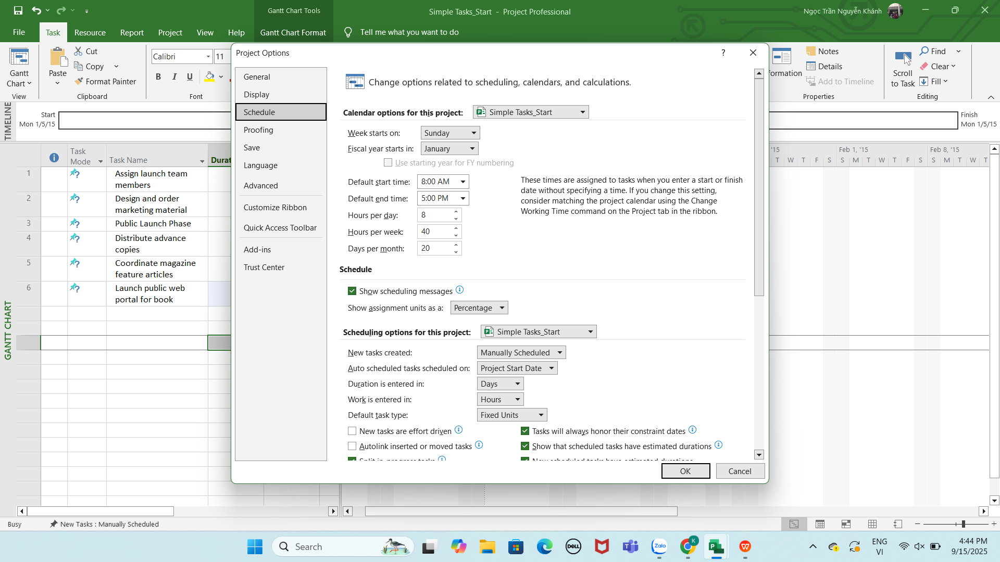 Gantt Chart Tools
Simple Tasks_Start - Project Professional
Ngọc Trần Nguyễn Khánh
File Task Resource Report Project View Help Gantt Chart Format Tell me what you want to do
Gantt Chart
View
Paste
Cut
Copy
Format Painter
Clipboard
Calibri 11
B I U
Font
formation
Notes
Details
Add to Timeline
Properties
Scroll to Task
Find
Clear
Fill
Editing
TIMELINE
Start
Mon 1/5/15
Finish
Mon 1/5/15
GANTT CHART
Task Mode
Task Name
Durat
1 Assign launch team members
2 Design and order marketing material
3 Public Launch Phase
4 Distribute advance copies
5 Coordinate magazine feature articles
6 Launch public web portal for book
'15 Feb 1, '15 Feb 8, '15
T W T F S S M T W T F S S M T W T
Project Options
?
General
Display
Schedule
Proofing
Save
Language
Advanced
Customize Ribbon
Quick Access Toolbar
Add-ins
Trust Center
Change options related to scheduling, calendars, and calculations.
Calendar options for this project: Simple Tasks_Start
Week starts on: Sunday
Fiscal year starts in: January
Use starting year for FY numbering
Default start time: 8:00 AM
Default end time: 5:00 PM
Hours per day: 8
Hours per week: 40
Days per month: 20
These times are assigned to tasks when you enter a start or finish
date without specifying a time. If you change this setting,
consider matching the project calendar using the Change
Working Time command on the Project tab in the ribbon.
Schedule
Show scheduling messages
Show assignment units as a: Percentage
Scheduling options for this project: Simple Tasks_Start
New tasks created: Manually Scheduled
Auto scheduled tasks scheduled on: Project Start Date
Duration is entered in: Days
Work is entered in: Hours
Default task type: Fixed Units
New tasks are effort driven
Tasks will always honor their constraint dates
Autolink inserted or moved tasks
Show that scheduled tasks have estimated durations
Split in-progress tasks
New scheduled tasks have estimated durations
OK Cancel
Busy New Tasks : Manually Scheduled
Search
DELL
Zalo
K
ENG
VI
4:44 PM
9/15/2025